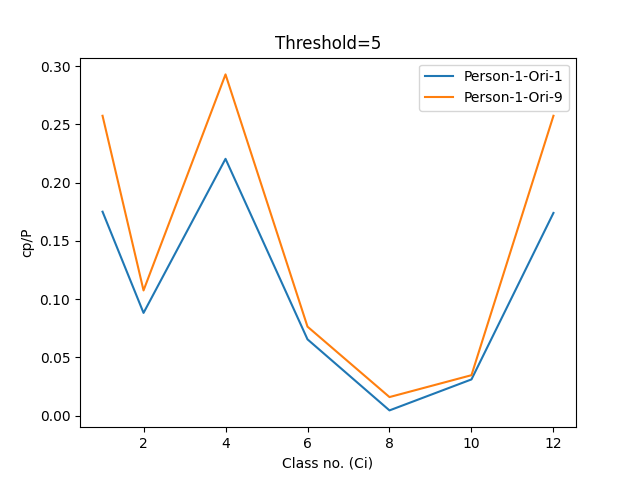 Threshold=5
Person-1-Ori-1
Person-1-Ori-9
0.30
0.25
0.20
0.15
0.10
0.05
0.00
cp/P
2 4 6 8 10 12
Class no. (Ci)